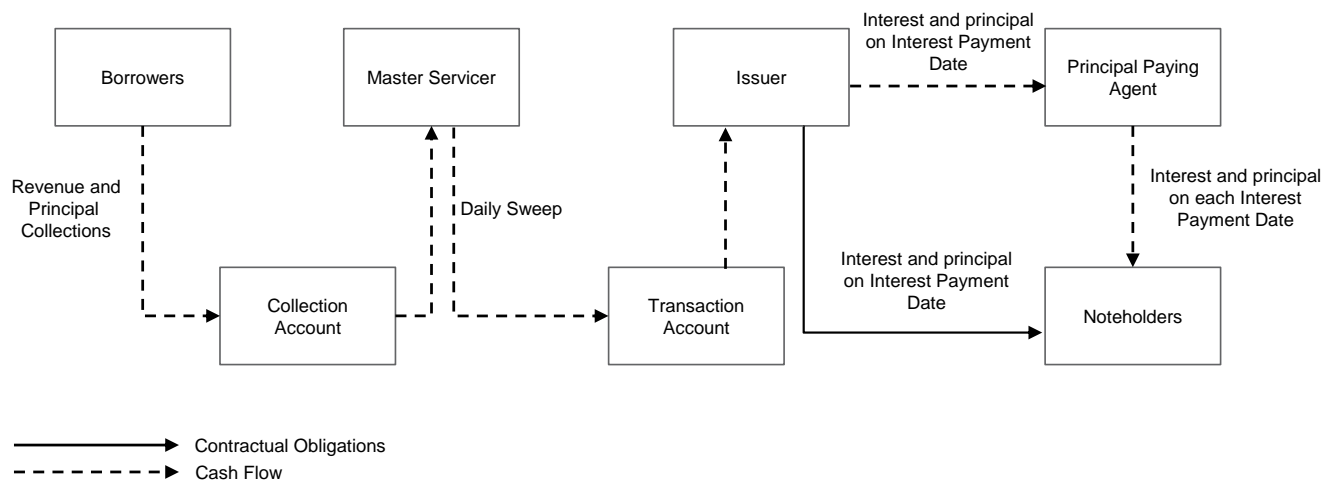 Borrowers
Master Servicer
Issuer
Interest and principal
on Interest Payment
Date
Principal Paying
Agent
Revenue and
Principal
Collections
Daily Sweep
Interest and principal
on each Interest
Payment Date
Collection
Account
Transaction
Account
Interest and principal
on Interest Payment
Date
Noteholders
Contractual Obligations
Cash Flow